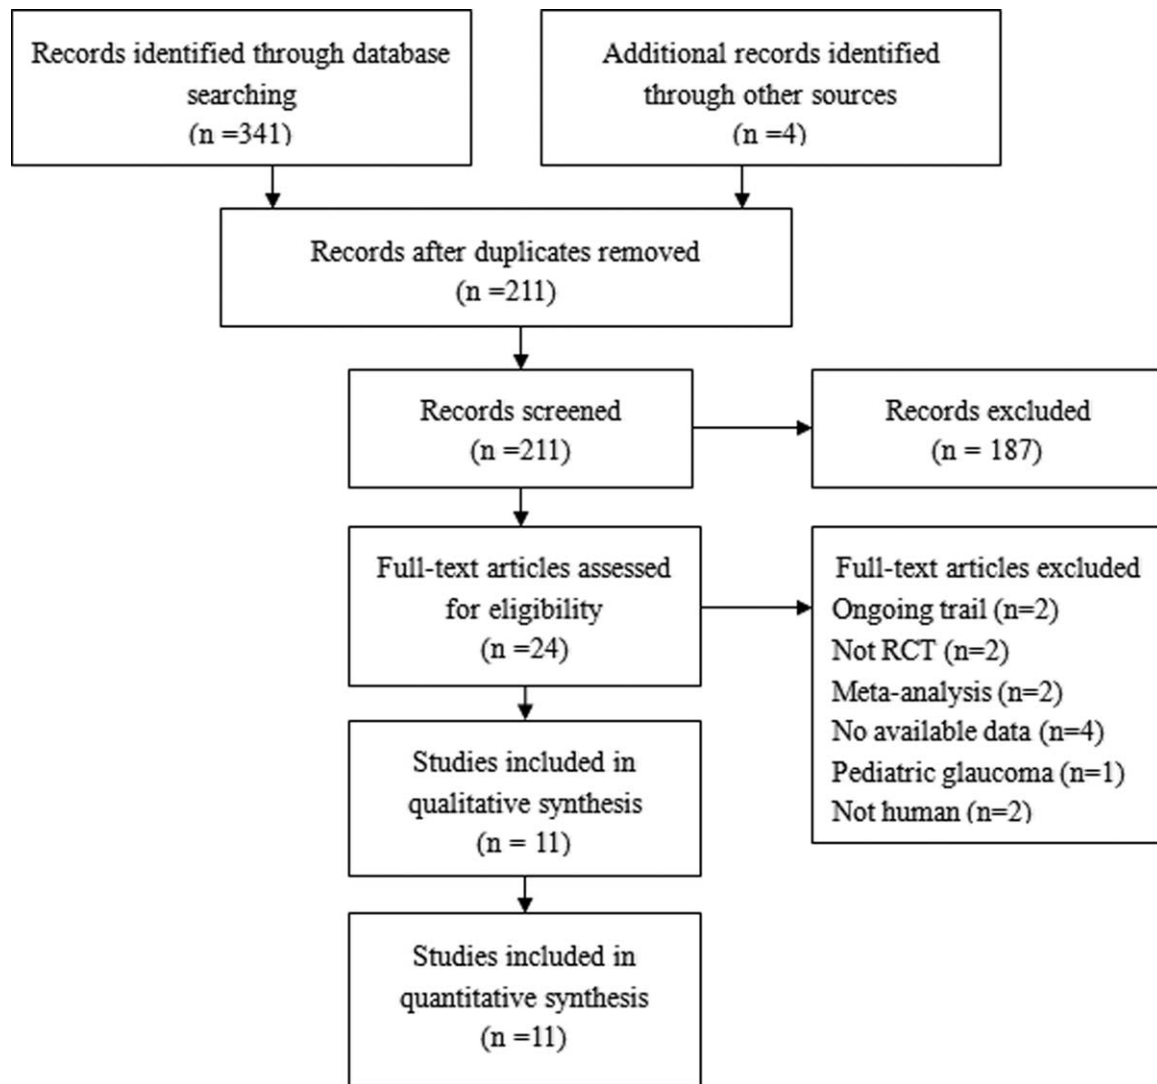 Records identified through database
searching
(n =341)
Additional records identified
through other sources
(n =4)
Records after duplicates removed
(n =211)
Records screened
(n =211)
Records excluded
(n = 187)
Full-text articles assessed
for eligibility
(n =24)
Full-text articles excluded
Ongoing trail (n=2)
Not RCT (n=2)
Meta-analysis (n=2)
No available data (n=4)
Pediatric glaucoma (n=1)
Not human (n=2)
Studies included in
qualitative synthesis
(n = 11)
Studies included in
quantitative synthesis
(n =11)